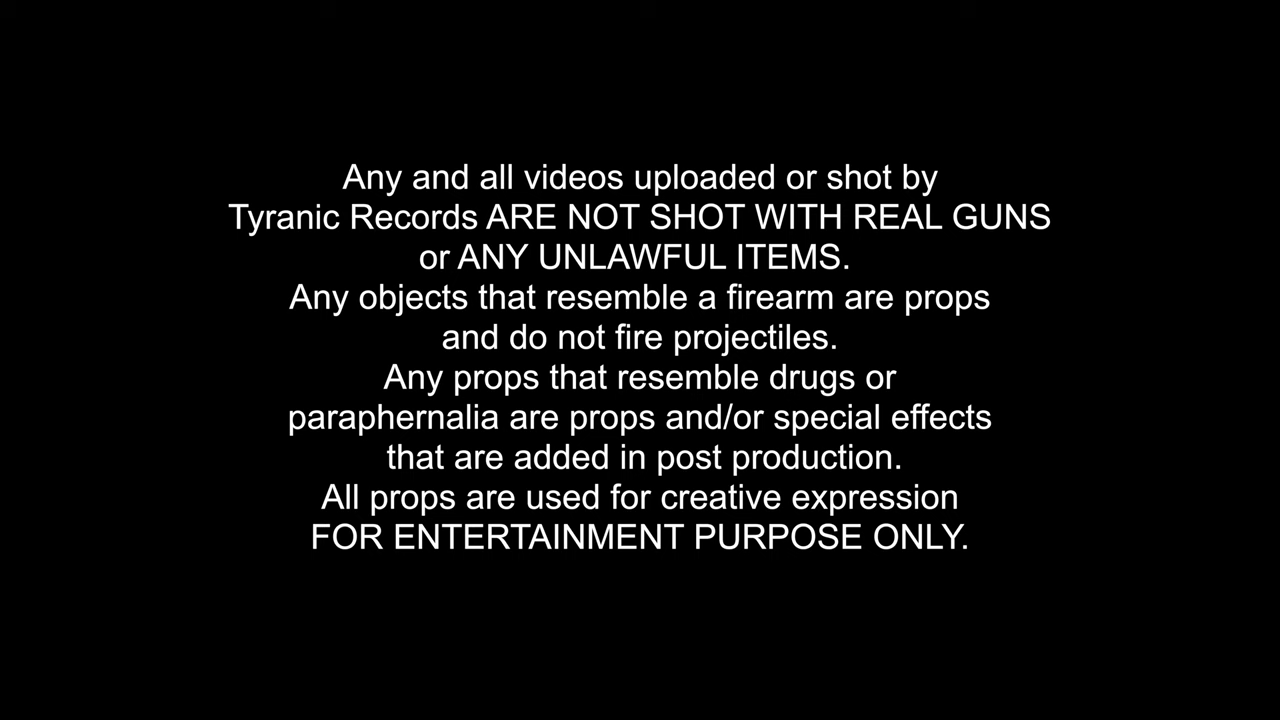 Any and all videos uploaded or shot by
Tyranic Records ARE NOT SHOT WITH REAL GUNS
or ANY UNLAWFUL ITEMS.
Any objects that resemble a firearm are props
and do not fire projectiles.
Any props that resemble drugs or
paraphernalia are props and/or special effects
that are added in post production.
All props are used for creative expression
FOR ENTERTAINMENT PURPOSE ONLY.